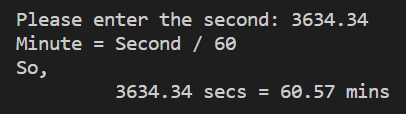 Please enter the second: 3634.34
Minute = Second / 60
So,
3634.34 secs = 60.57 mins